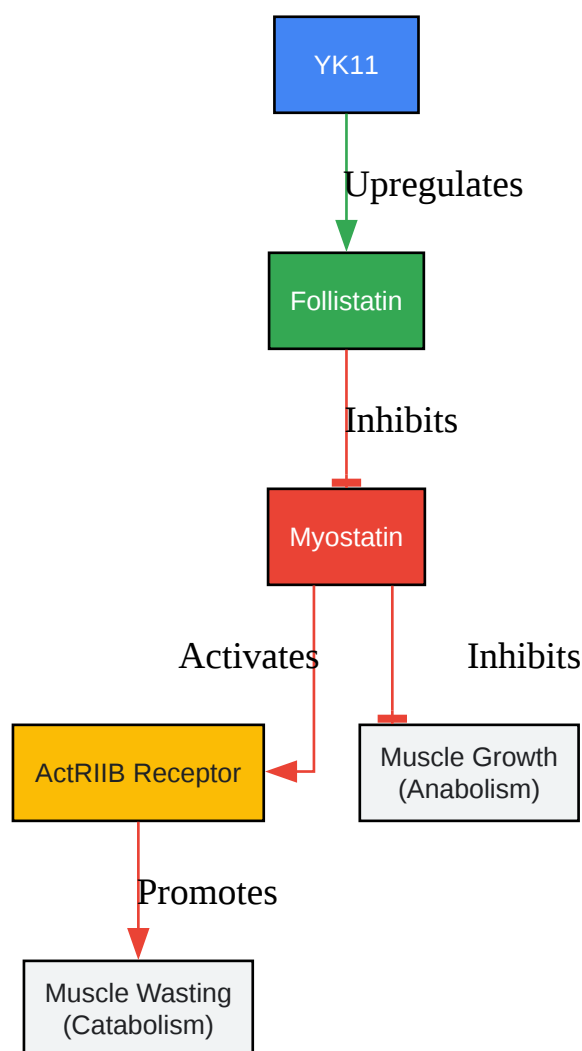 YK11
Upregulates
Follistatin
Inhibits
Myostatin
Activates
Inhibits
ActRIIB Receptor
Muscle Growth
(Anabolism)
Promotes
Muscle Wasting
(Catabolism)